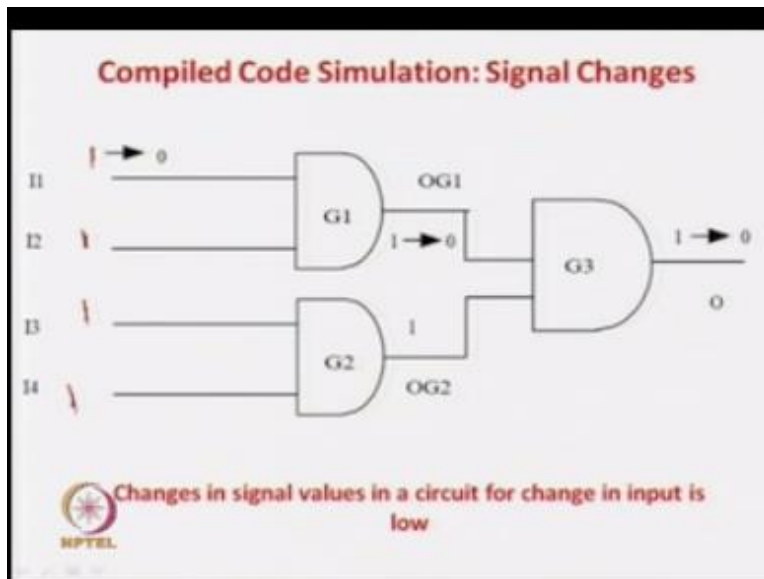 Compiled Code Simulation: Signal Changes
1 → 0
I1
OG1
G1
I2
1
1 → 0
1 → 0
G3
O
I3
1
1
G2
I4
1
OG2
Changes in signal values in a circuit for change in input is
low
NPTEL